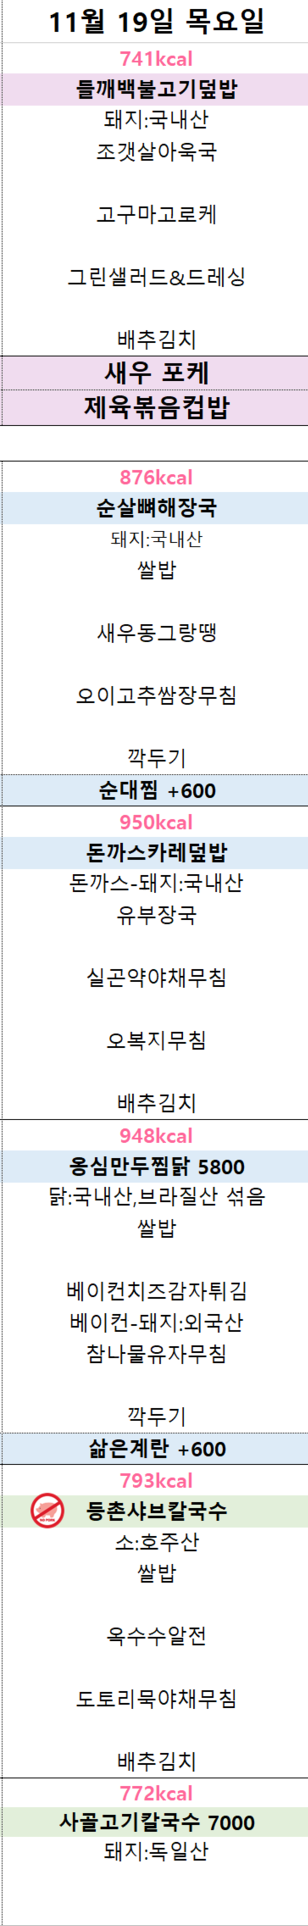 11월 19일 목요일
741kcal
들깨백불고기덮밥
돼지:국내산
조갯살아욱국
고구마고로케
그린샐러드&드레싱
배추김치
새우 포케
제육볶음컵밥
876kcal
순살뼈해장국
돼지:국내산
쌀밥
새우동그랑땡
오이고추쌈장무침
깍두기
순대찜 +600
950kcal
돈까스카레덮밥
돈까스-돼지:국내산
유부장국
실곤약야채무침
오복지무침
배추김치
948kcal
옹심만두찜닭 5800
닭:국내산,브라질산 섞음
쌀밥
베이컨치즈감자튀김
베이컨-돼지:외국산
참나물유자무침
깍두기
삶은계란 +600
793kcal
등촌샤브칼국수
소:호주산
쌀밥
옥수수알전
도토리묵야채무침
배추김치
772kcal
사골고기칼국수 7000
돼지:독일산